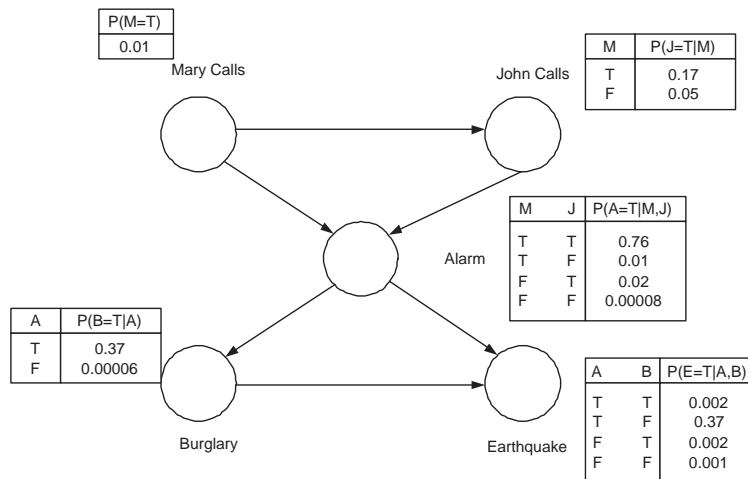 P(M=T)
0.01
Mary Calls
John Calls
M P(J=T|M)
T 0.17
F 0.05
Alarm
M J P(A=T|M,J)
T T 0.76
T F 0.01
F T 0.02
F F 0.00008
A P(B=T|A)
T 0.37
F 0.00006
Burglary
Earthquake
A B P(E=T|A,B)
T T 0.002
T F 0.37
F T 0.002
F F 0.001